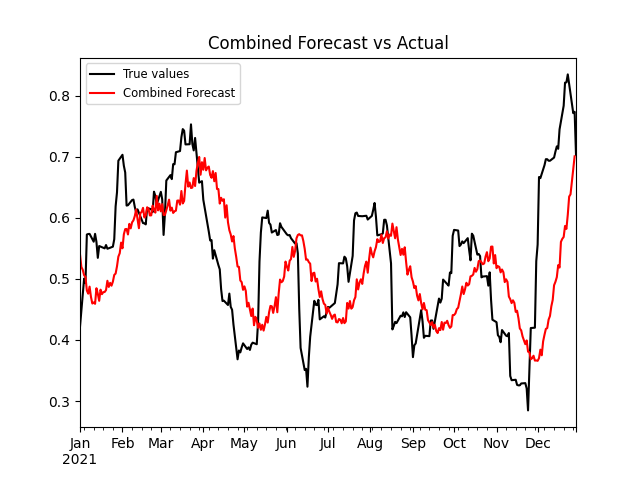 Combined Forecast vs Actual
True values
Combined Forecast
0.8
0.7
0.6
0.5
0.4
0.3
Jan Feb Mar Apr May Jun Jul Aug Sep Oct Nov Dec
2021